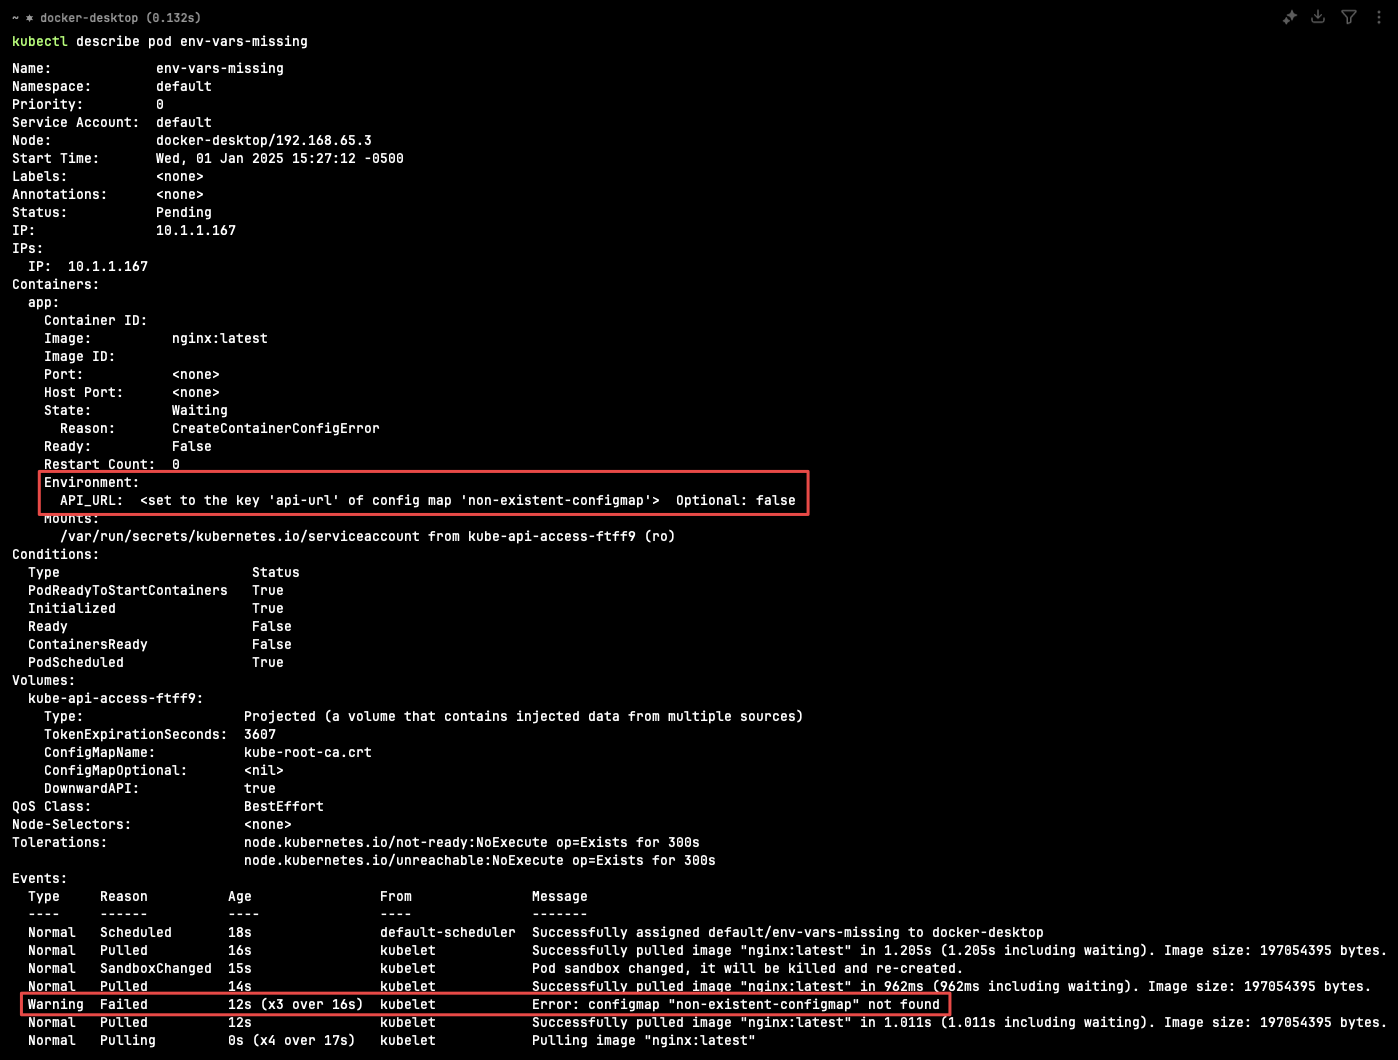 ~ ✷ docker-desktop (0.132s)
kubectl describe pod env-vars-missing
Name:             env-vars-missing
Namespace:        default
Priority:         0
Service Account:  default
Node:             docker-desktop/192.168.65.3
Start Time:       Wed, 01 Jan 2025 15:27:12 -0500
Labels:           <none>
Annotations:      <none>
Status:           Pending
IP:               10.1.1.167
IPs:
  IP:  10.1.1.167
Containers:
  app:
    Container ID:
    Image:          nginx:latest
    Image ID:
    Port:           <none>
    Host Port:      <none>
    State:          Waiting
      Reason:       CreateContainerConfigError
    Ready:          False
    Restart Count:  0
    Environment:
      API_URL:  <set to the key 'api-url' of config map 'non-existent-configmap'>  Optional: false
    Mounts:
      /var/run/secrets/kubernetes.io/serviceaccount from kube-api-access-ftff9 (ro)
Conditions:
  Type                        Status
  PodReadyToStartContainers   True
  Initialized                 True
  Ready                       False
  ContainersReady             False
  PodScheduled                True
Volumes:
  kube-api-access-ftff9:
    Type:                    Projected (a volume that contains injected data from multiple sources)
    TokenExpirationSeconds:  3607
    ConfigMapName:           kube-root-ca.crt
    ConfigMapOptional:       <nil>
    DownwardAPI:             true
QoS Class:                   BestEffort
Node-Selectors:              <none>
Tolerations:                 node.kubernetes.io/not-ready:NoExecute op=Exists for 300s
                             node.kubernetes.io/unreachable:NoExecute op=Exists for 300s
Events:
  Type     Reason          Age                From               Message
  ----     ------          ----               ----               -------
  Normal   Scheduled       18s                default-scheduler  Successfully assigned default/env-vars-missing to docker-desktop
  Normal   Pulled          16s                kubelet            Successfully pulled image "nginx:latest" in 1.205s (1.205s including waiting). Image size: 197054395 bytes.
  Normal   SandboxChanged  15s                kubelet            Pod sandbox changed, it will be killed and re-created.
  Normal   Pulled          14s                kubelet            Successfully pulled image "nginx:latest" in 962ms (962ms including waiting). Image size: 197054395 bytes.
  Warning  Failed          12s (x3 over 16s)  kubelet            Error: configmap "non-existent-configmap" not found
  Normal   Pulled          12s                kubelet            Successfully pulled image "nginx:latest" in 1.011s (1.011s including waiting). Image size: 197054395 bytes.
  Normal   Pulling         0s (x4 over 17s)   kubelet            Pulling image "nginx:latest"